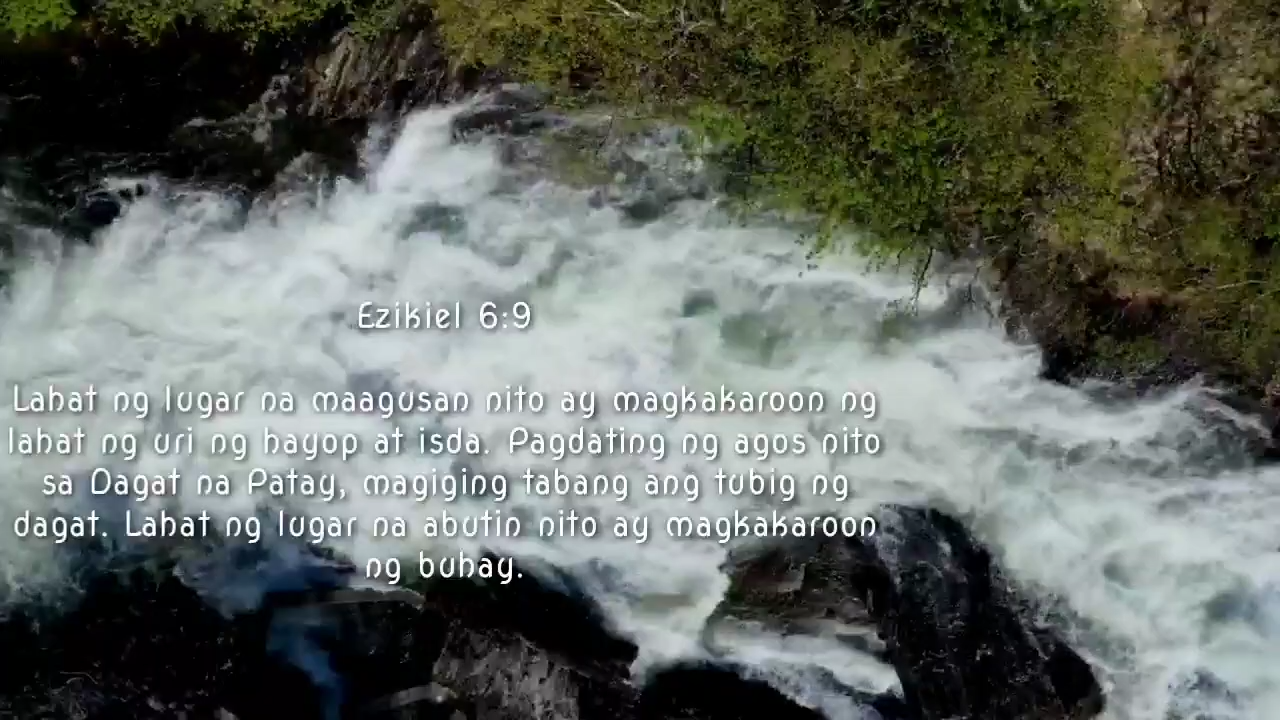 Ezikiel 6:9
Lahat ng lugar na maagusan nito ay magkakaroon ng
lahat ng uri ng hayop at isda. Pagdating ng agos nito
sa Dagat na Patay, magiging tabang ang tubig ng
dagat. Lahat ng lugar na abutin nito ay magkakaroon
ng buhay.